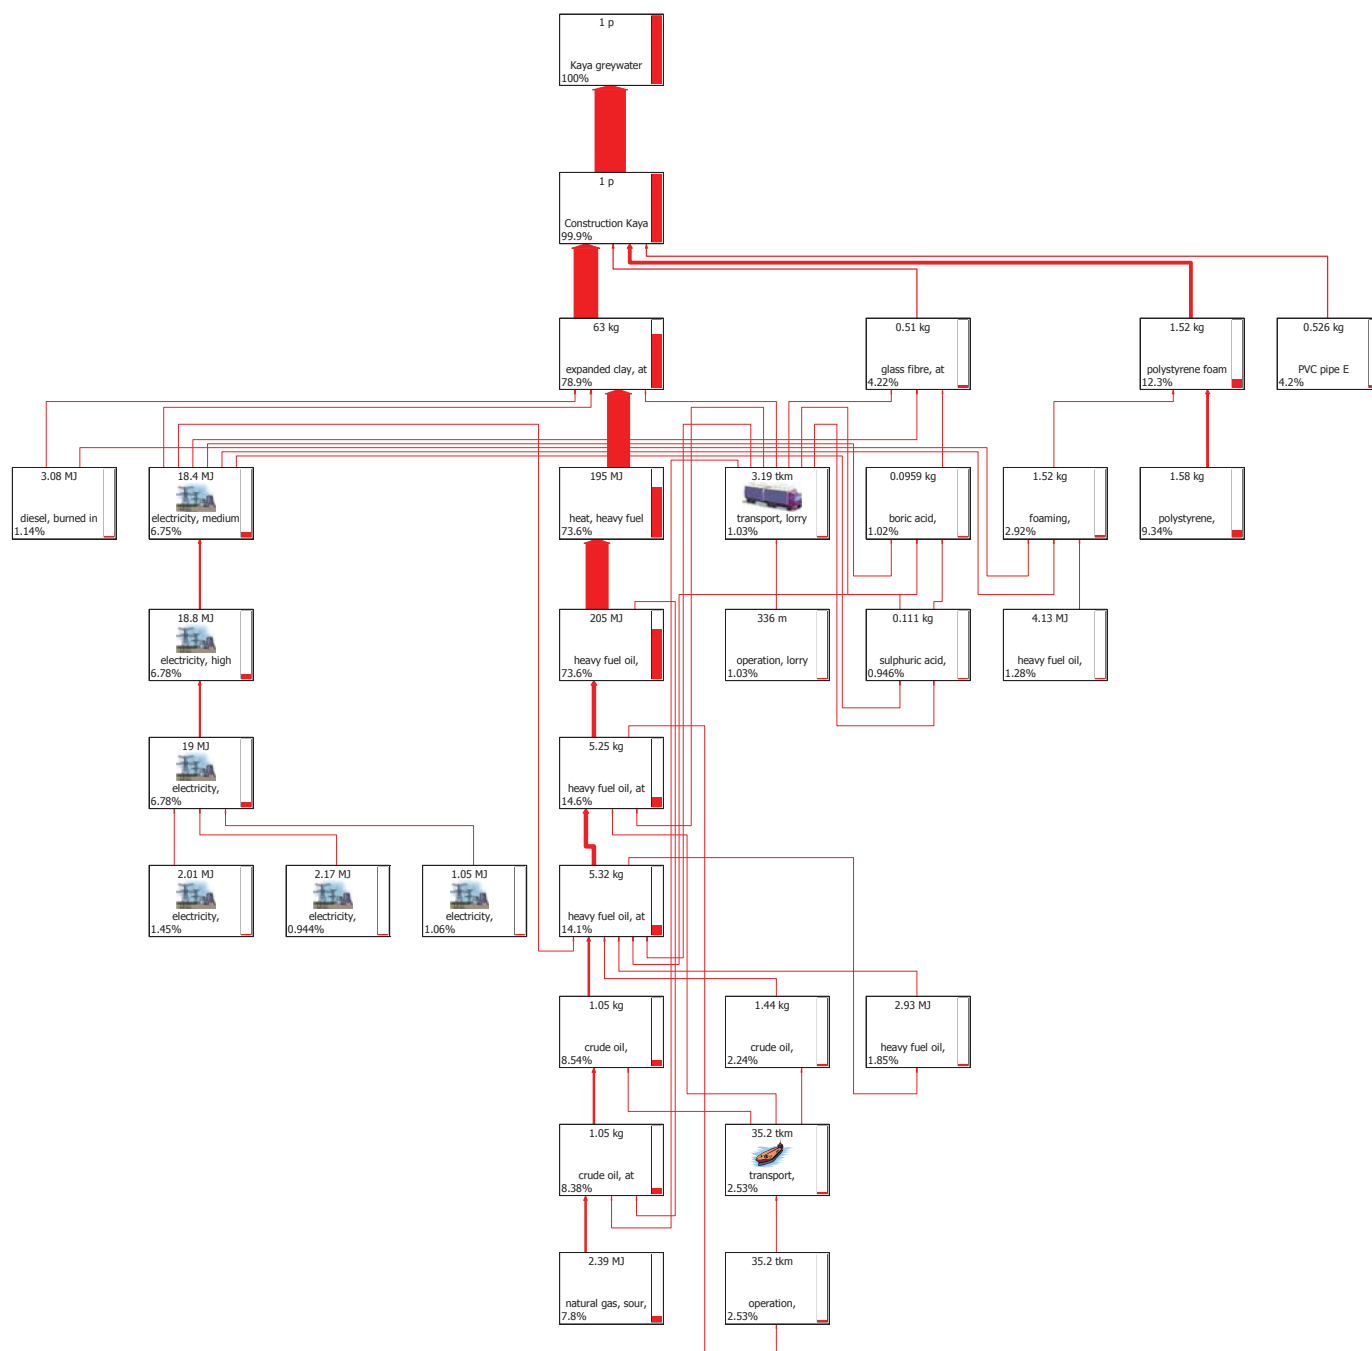 1 p
Kaya greywater
100%
1 p
Construction Kaya
99.9%
63 kg
expanded clay, at
78.9%
0.51 kg
glass fibre, at
4.22%
1.52 kg
polystyrene foam
12.3%
0.526 kg
PVC pipe E
4.2%
3.08 MJ
diesel, burned in
1.14%
18.4 MJ
electricity, medium
6.75%
195 MJ
heat, heavy fuel
73.6%
3.19 tkm
transport, lorry
1.03%
0.0959 kg
boric acid,
1.02%
1.52 kg
foaming,
2.92%
1.58 kg
polystyrene,
9.34%
18.8 MJ
electricity, high
6.78%
205 MJ
heavy fuel oil,
73.6%
336 m
operation, lorry
1.03%
0.111 kg
sulphuric acid,
0.946%
4.13 MJ
heavy fuel oil,
1.28%
19 MJ
electricity,
6.78%
5.25 kg
heavy fuel oil, at
14.6%
2.01 MJ
electricity,
1.45%
2.17 MJ
electricity,
0.944%
1.05 MJ
electricity,
1.06%
5.32 kg
heavy fuel oil, at
14.1%
1.05 kg
crude oil,
8.54%
1.44 kg
crude oil,
2.24%
2.93 MJ
heavy fuel oil,
1.85%
1.05 kg
crude oil, at
8.38%
35.2 tkm
transport,
2.53%
2.39 MJ
natural gas, sour,
7.8%
35.2 tkm
operation,
2.53%